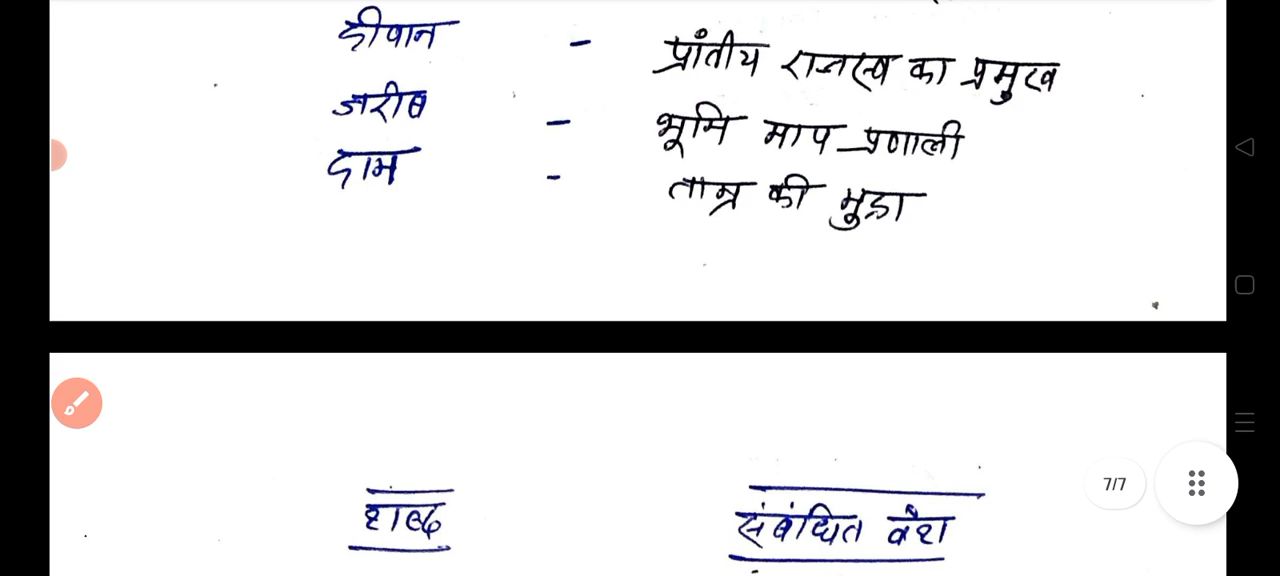 दीवान - प्रांतीय राजस्व का प्रमुख
जरीब - भूमि माप प्रणाली
दाम - ताम्र की मुद्रा
7/7
शब्द संबंधित वंश